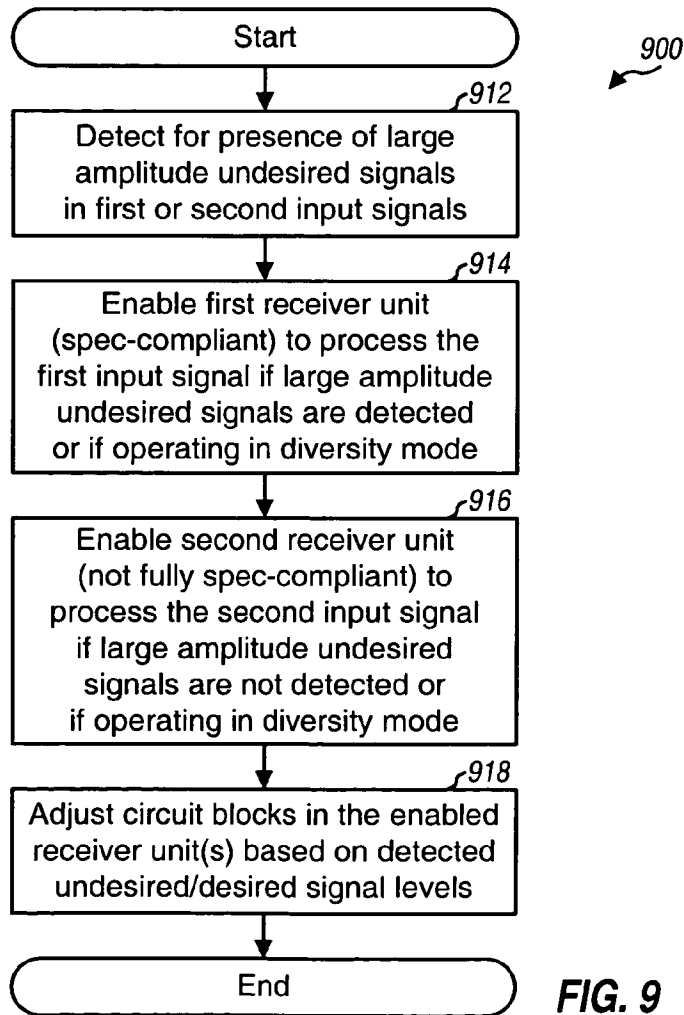 Start
900
912
Detect for presence of large
amplitude undesired signals
in first or second input signals
914
Enable first receiver unit
(spec-compliant) to process the
first input signal if large amplitude
undesired signals are detected
or if operating in diversity mode
916
Enable second receiver unit
(not fully spec-compliant) to
process the second input signal
if large amplitude undesired
signals are not detected or
if operating in diversity mode
918
Adjust circuit blocks in the enabled
receiver unit(s) based on detected
undesired/desired signal levels
End
FIG. 9